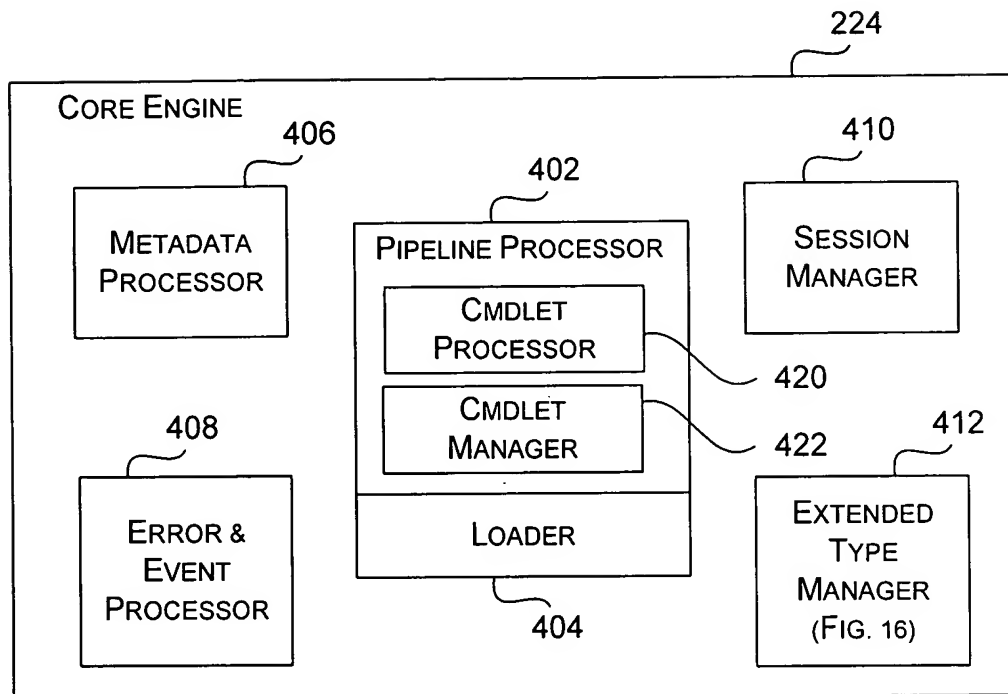 224
CORE ENGINE
406
METADATA
PROCESSOR
402
PIPELINE PROCESSOR
CMDLET
PROCESSOR
420
CMDLET
MANAGER
422
LOADER
404
410
SESSION
MANAGER
408
ERROR &
EVENT
PROCESSOR
412
EXTENDED
TYPE
MANAGER
(FIG. 16)